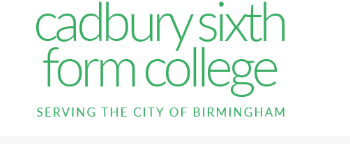 cadbury sixth
form college
SERVING THE CITY OF BIRMINGHAM